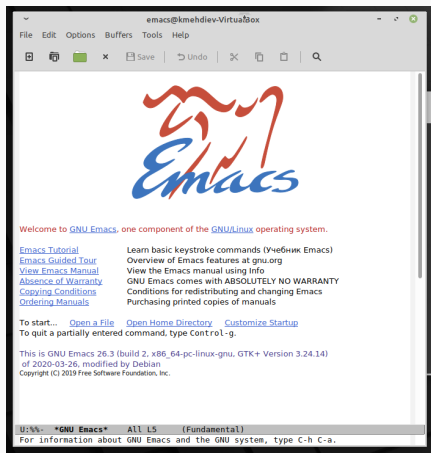 emacs@kmehdiev-VirtualBox
File Edit Options Buffers Tools Help
Save Undo
Emacs
Welcome to GNU Emacs, one component of the GNU/Linux operating system.
Emacs Tutorial Learn basic keystroke commands (Учебник Emacs)
Emacs Guided Tour Overview of Emacs features at gnu.org
View Emacs Manual View the Emacs manual using Info
Absence of Warranty GNU Emacs comes with ABSOLUTELY NO WARRANTY
Copying Conditions Conditions for redistributing and changing Emacs
Ordering Manuals Purchasing printed copies of manuals
To start... Open a File Open Home Directory Customize Startup
To quit a partially entered command, type Control-g.
This is GNU Emacs 26.3 (build 2, x86_64-pc-linux-gnu, GTK+ Version 3.24.14)
of 2020-03-26, modified by Debian
Copyright (C) 2019 Free Software Foundation, Inc.
U:%%- *GNU Emacs* All L5 (Fundamental)
For information about GNU Emacs and the GNU system, type C-h C-a.